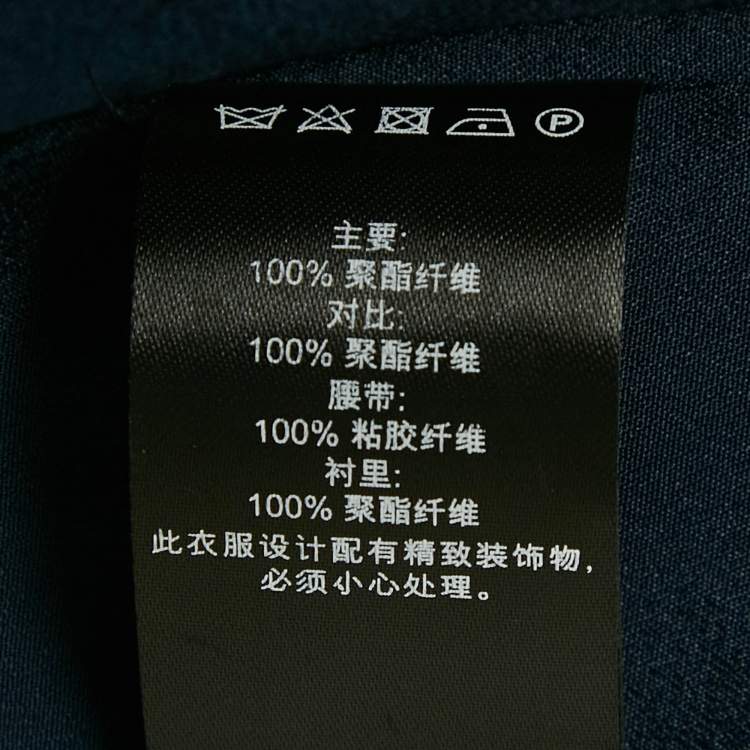 P
主要:
100% 聚酯纤维
对比:
100% 聚酯纤维
腰带:
100% 粘胶纤维
衬里:
100% 聚酯纤维
此衣服设计配有精致装饰物,
必须小心处理。